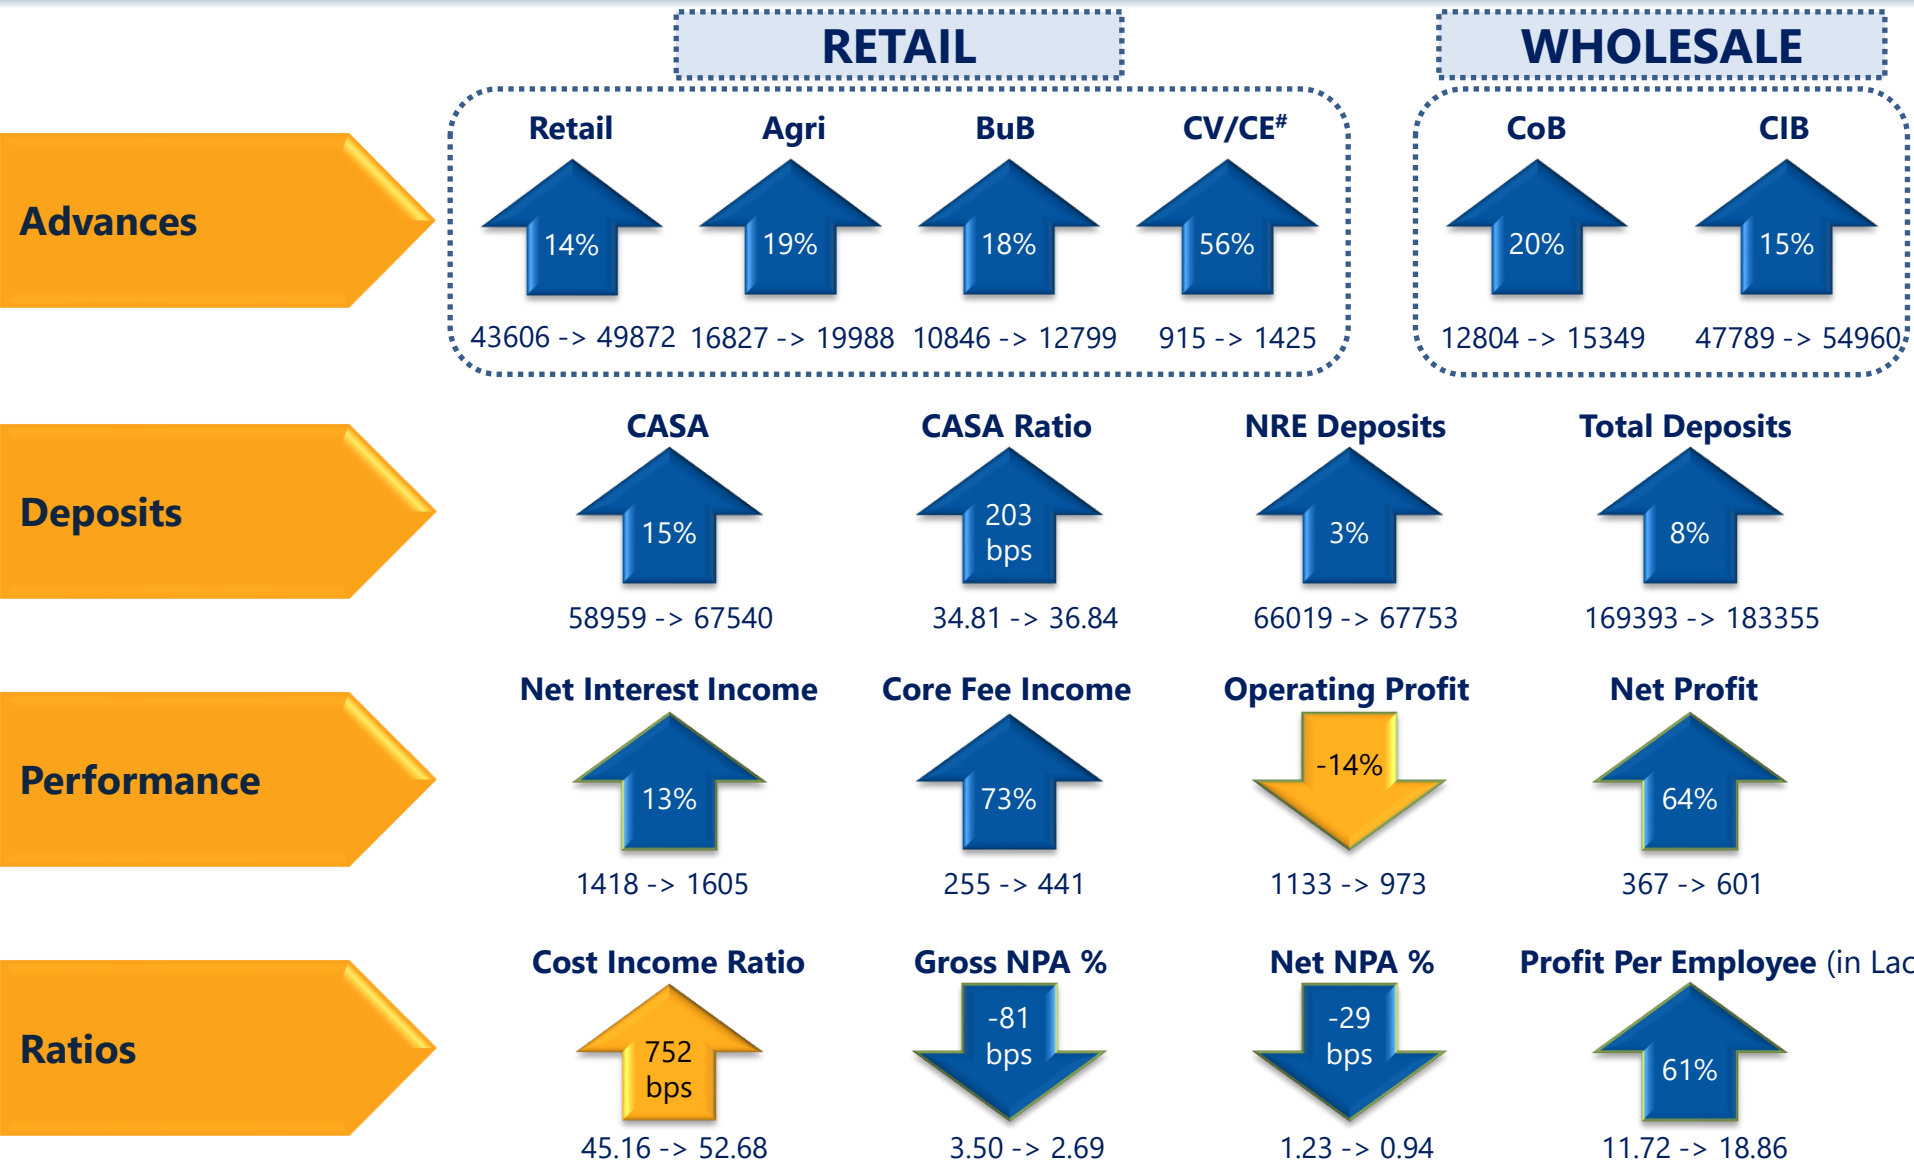 RETAIL WHOLESALE
Retail Agri BuB CV/CE# CoB CIB
Advances
14% 19% 18% 56% 20% 15%
43606 -> 49872 16827 -> 19988 10846 -> 12799 915 -> 1425 12804 -> 15349 47789 -> 54960
CASA CASA Ratio NRE Deposits Total Deposits
Deposits
15% 203 bps 3% 8%
58959 -> 67540 34.81 -> 36.84 66019 -> 67753 169393 -> 183355
Net Interest Income Core Fee Income Operating Profit Net Profit
Performance
13% 73% -14% 64%
1418 -> 1605 255 -> 441 1133 -> 973 367 -> 601
Cost Income Ratio Gross NPA % Net NPA % Profit Per Employee (in Lac
Ratios
752 bps -81 bps -29 bps 61%
45.16 -> 52.68 3.50 -> 2.69 1.23 -> 0.94 11.72 -> 18.86